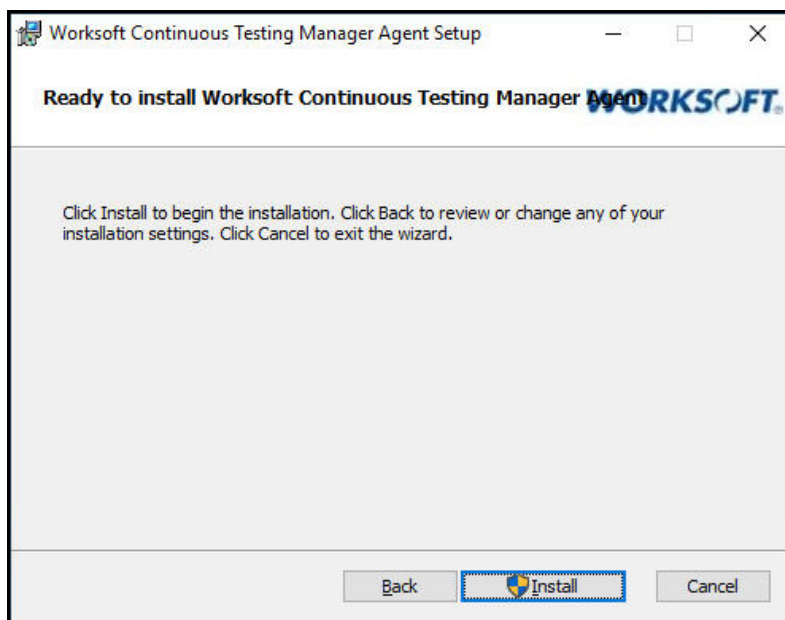 Worksoft Continuous Testing Manager Agent Setup
Ready to install Worksoft Continuous Testing Manager Agent
WORKSOFT®
Click Install to begin the installation. Click Back to review or change any of your
installation settings. Click Cancel to exit the wizard.
Back
Install
Cancel